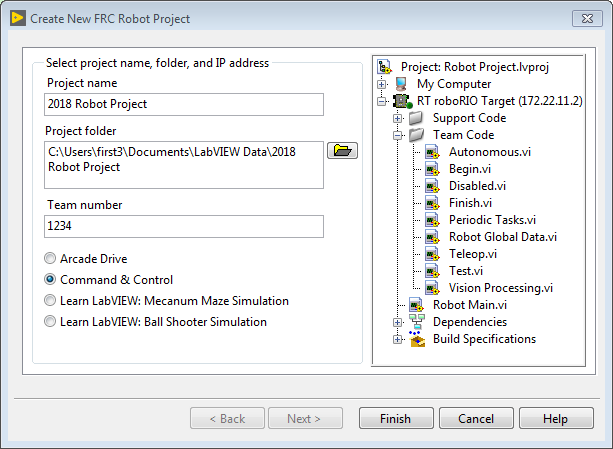 Create New FRC Robot Project
Select project name, folder, and IP address
Project name
2018 Robot Project
Project folder
C:\Users\first3\Documents\LabVIEW Data\2018
Robot Project
Team number
1234
Arcade Drive
Command & Control
Learn LabVIEW: Mecanum Maze Simulation
Learn LabVIEW: Ball Shooter Simulation
Project: Robot Project.lvproj
My Computer
RT roboRIO Target (172.22.11.2)
Support Code
Team Code
Autonomous.vi
Begin.vi
Disabled.vi
Finish.vi
Periodic Tasks.vi
Robot Global Data.vi
Teleop.vi
Test.vi
Vision Processing.vi
Robot Main.vi
Dependencies
Build Specifications
< Back
Next >
Finish
Cancel
Help